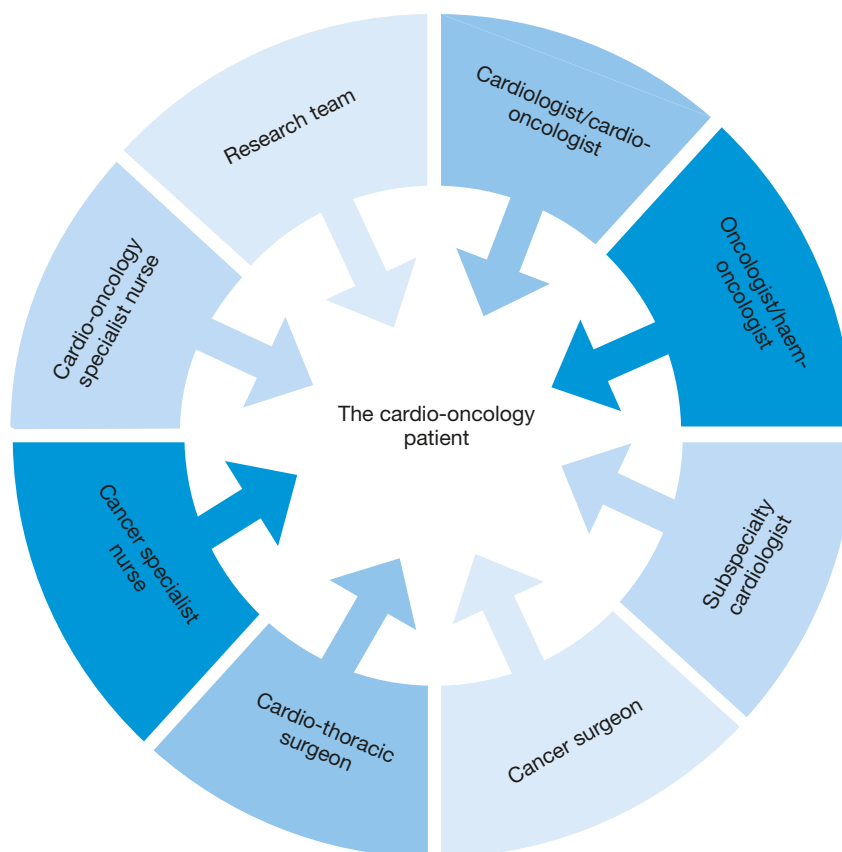 Research team
Cardiologist/cardio-
oncologist
Oncologist/haem-
oncologist
Subspecialty
cardiologist
Cancer surgeon
Cardio-thoracic
surgeon
Cancer specialist
nurse
Cardio-oncology
specialist nurse
The cardio-oncology
patient